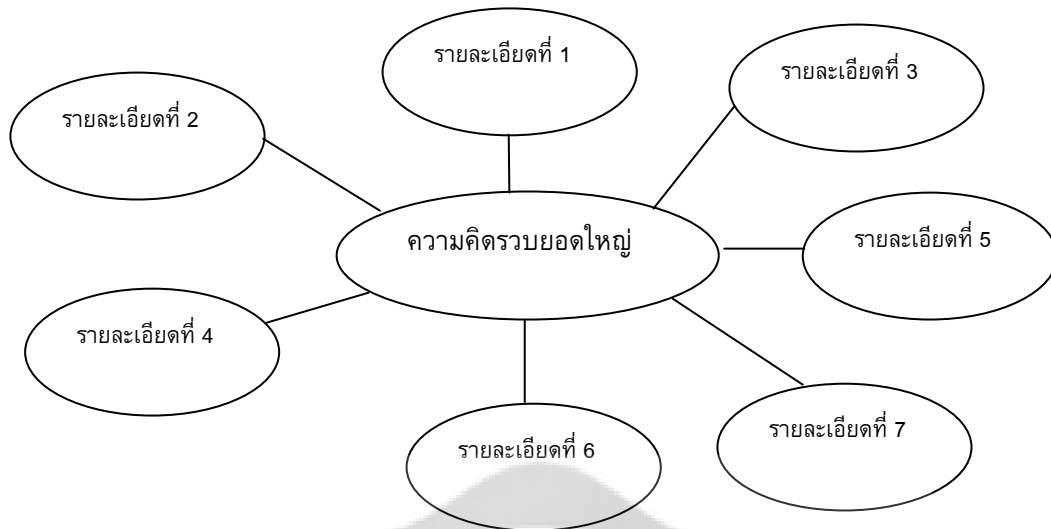 รายละเอียดที่ 1
รายละเอียดที่ 3
รายละเอียดที่ 2
ความคิดรวบยอดใหญ่
รายละเอียดที่ 5
รายละเอียดที่ 4
รายละเอียดที่ 7
รายละเอียดที่ 6